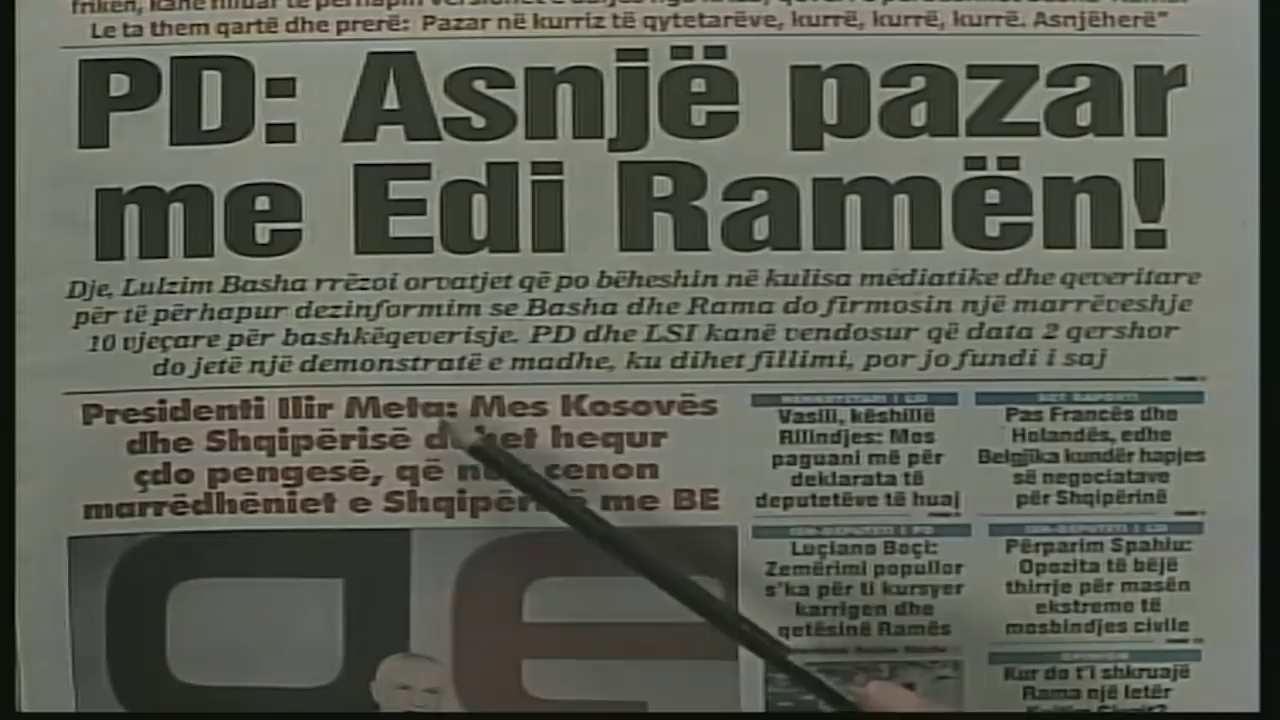 Le ta them qartë dhe prerë: Pazar në kurriz të qytetarëve, kurrë, kurrë, kurrë. Asnjëherë"
PD: Asnjë pazar
me Edi Ramën!
Dje, Lulzim Basha rrëzoi orvatjet që po bëheshin në kulisa mediatike dhe qeveritare
për të përhapur dezinformim se Basha dhe Rama do firmosin një marrëveshje
10 vjeçare për bashkëqeverisje. PD dhe LSI kanë vendosur që data 2 qershor
do jetë një demonstratë e madhe, ku dihet fillimi, por jo fundi i saj
Presidenti Ilir Meta: Mes Kosovës
dhe Shqipërisë duhet hequr
çdo pengesë, që nuk cenon
marrëdhëniet e Shqipërisë me BE
Vasili, këshillë
Rilindjes: Mos
paguani më për
deklarata të
deputetëve të huaj
Pas Francës dhe
Holandës, edhe
Belgjika kundër hapjes
së negociatave
për Shqipërinë
Luçiano Boçi:
Zemërimi popullor
s'ka për ti kursyer
karrigen dhe
qetësinë Ramës
Përparim Spahiu:
Opozita të bëjë
thirrje për masën
ekstreme të
mosbindjes civile
Kur do t'i shkruajë
Rama një letër